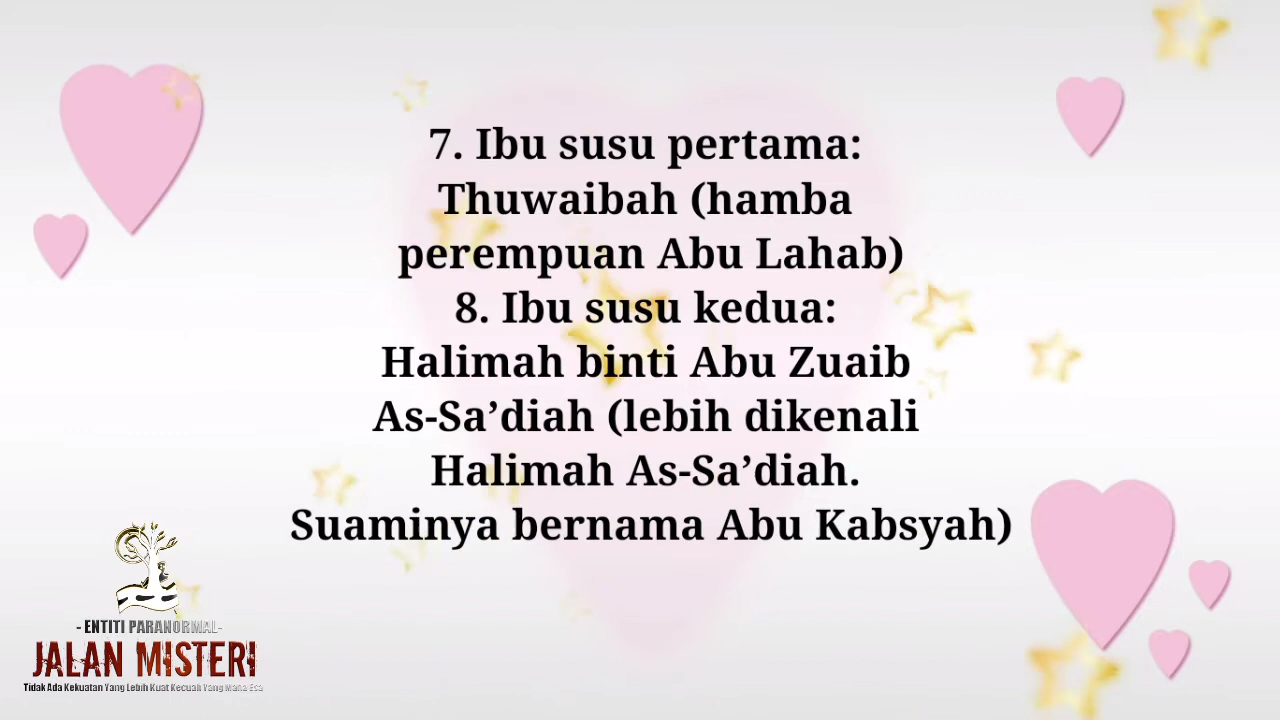 7. Ibu susu pertama:
Thuwaibah (hamba
perempuan Abu Lahab)
8. Ibu susu kedua:
Halimah binti Abu Zuaib
As-Sa’diah (lebih dikenali
Halimah As-Sa’diah.
Suaminya bernama Abu Kabsyah)
- ENTITI PARANORMAL-
JALAN MISTERI
Tidak Ada Kekuatan Yang Lebih Kuat Kecuali Yang Maha Esa